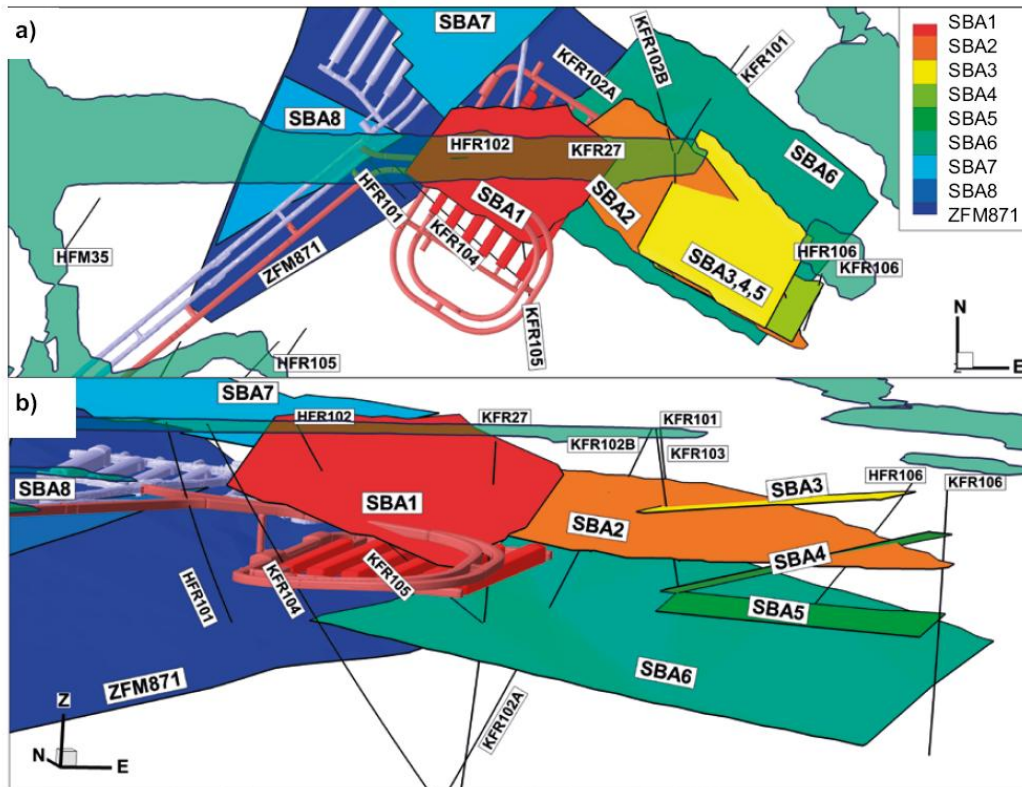 a)
SBA7
KFR102B
KFR101
KFR102A
SBA8
HFR102
KFR27
SBA6
HFR101
SBA1
SBA2
KFR104
HFM35
ZFM871
SBA3,4,5
HFR106
KFR106
KFR105
HFR105
N
E
z
SBA1
SBA2
SBA3
SBA4
SBA5
SBA6
SBA7
SBA8
ZFM871
b)
SBA7
HFR102
KFR27
KFR101
KFR102B
KFR103
HFR106
KFR106
SBA8
SBA1
SBA3
SBA2
SBA4
HFR101
KFR104
KFR105
SBA5
SBA6
ZFM871
KFR102A
Z
N
E